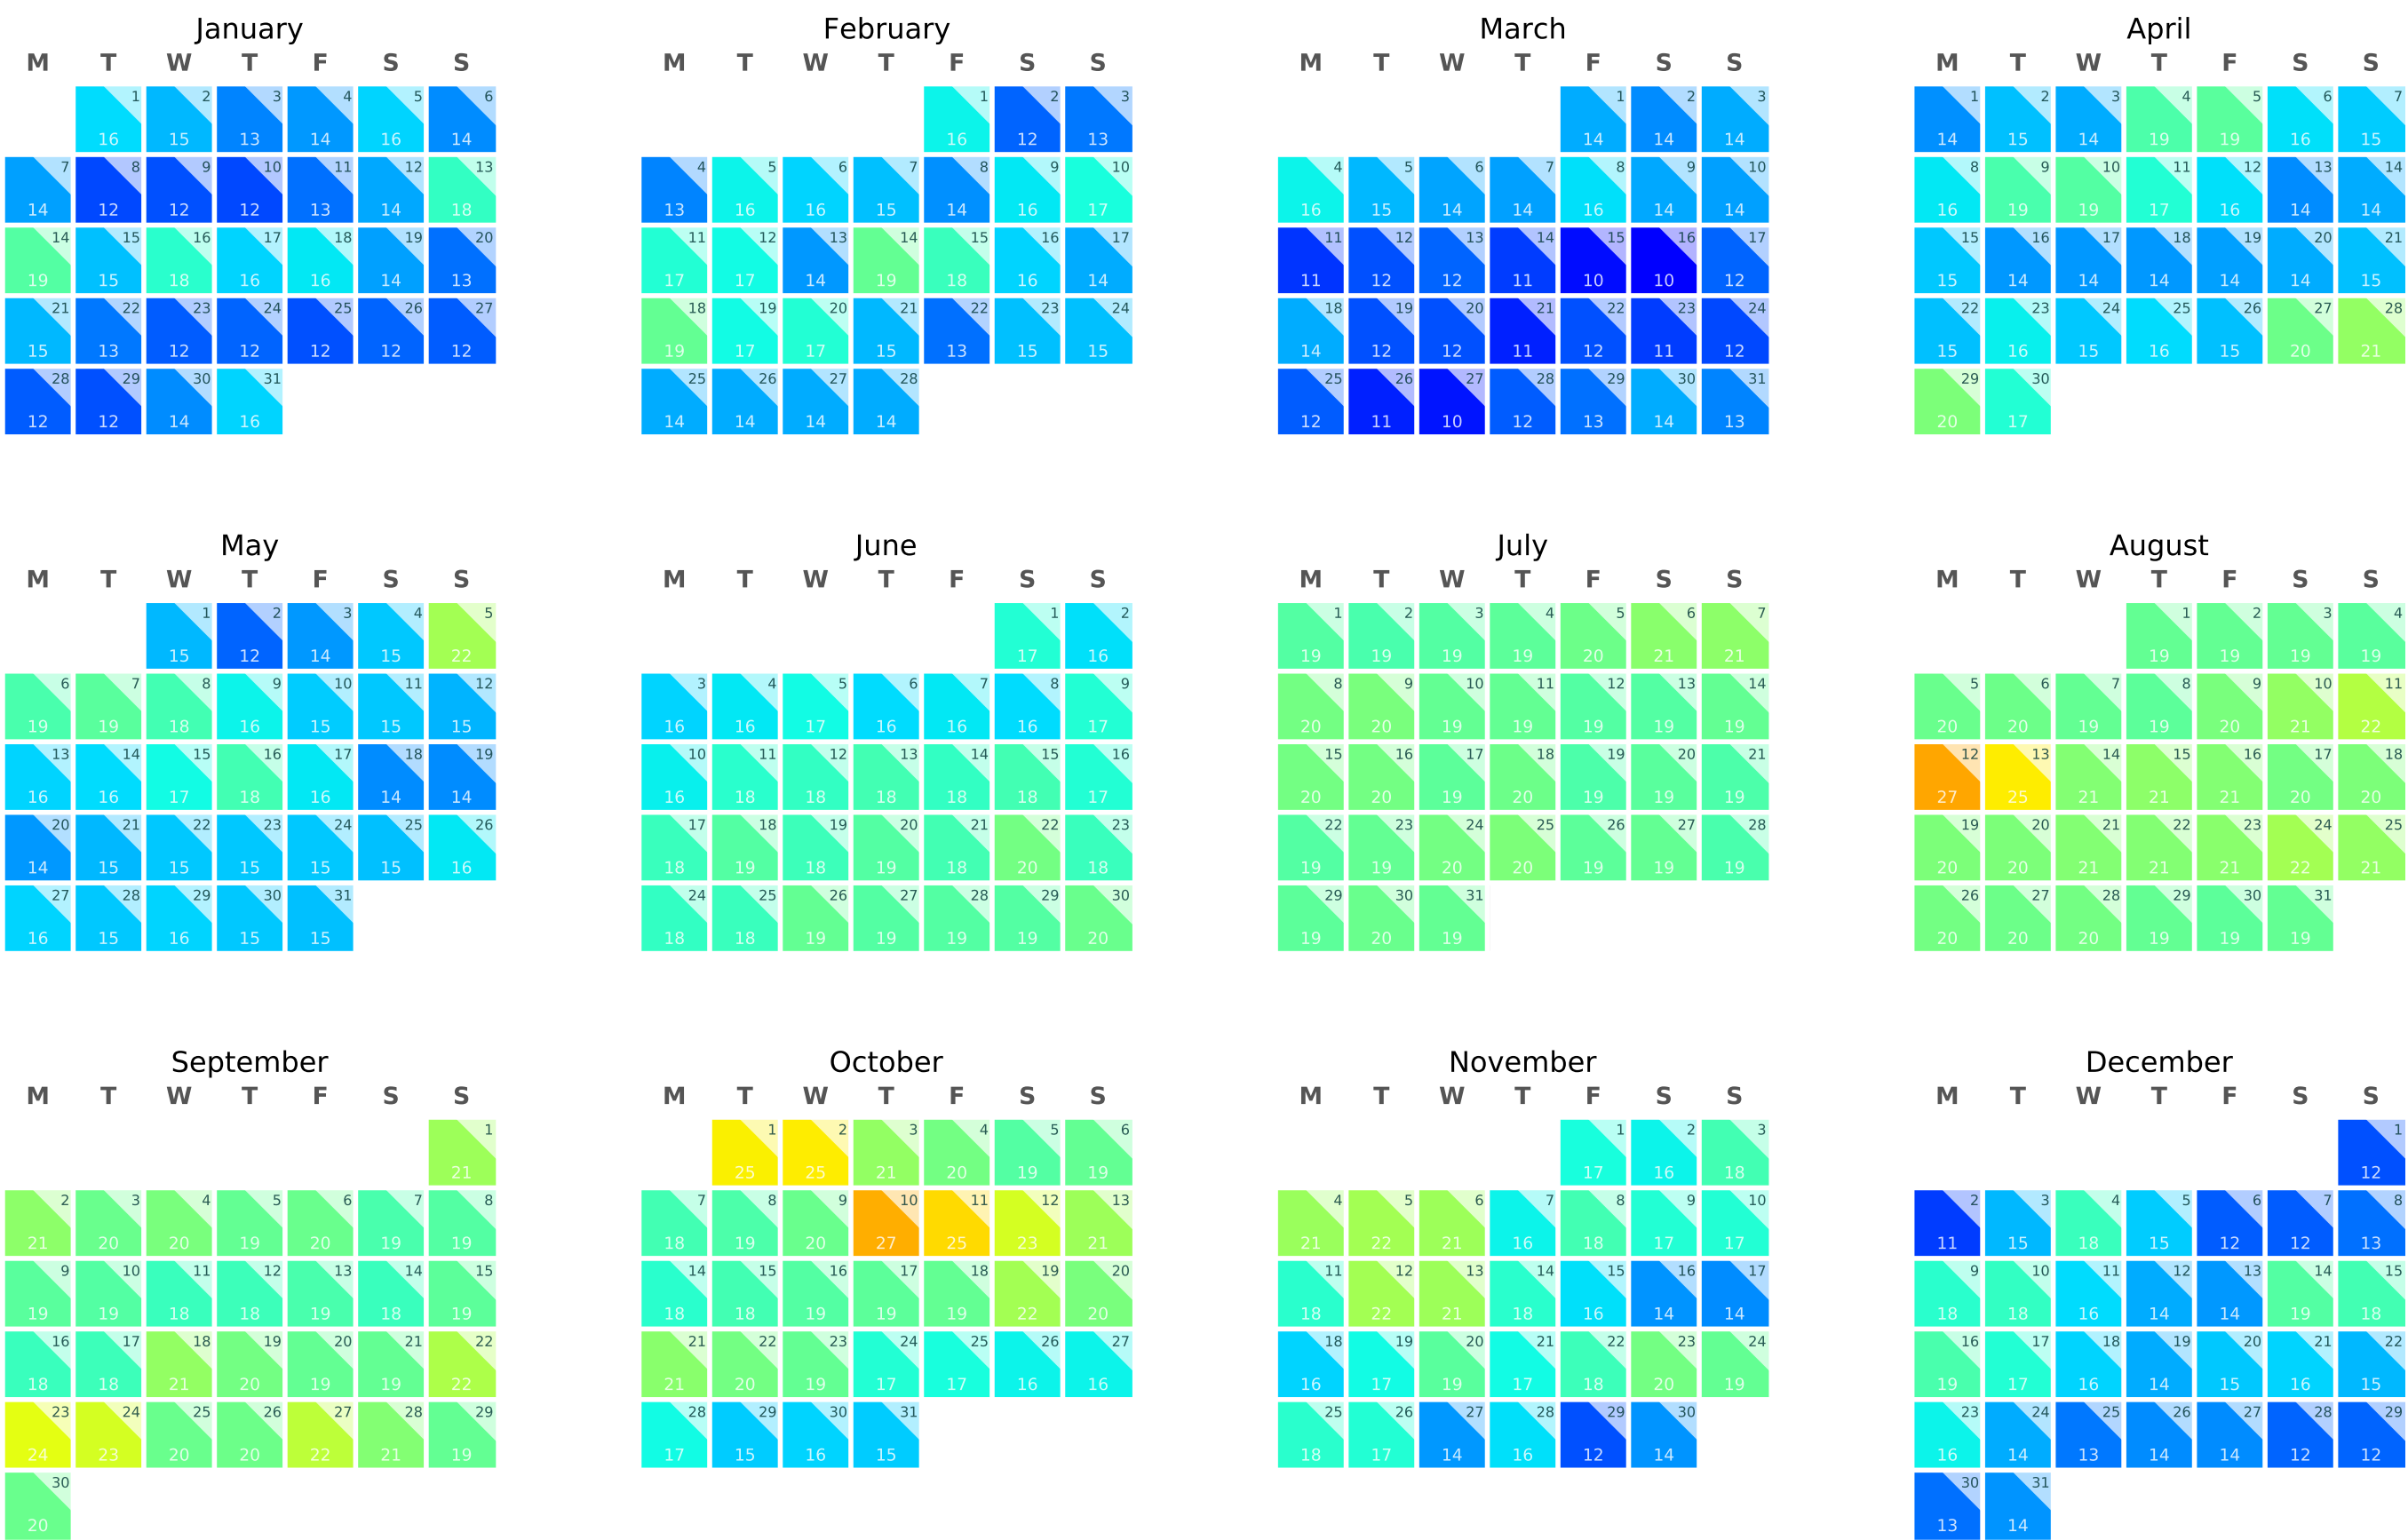 January
M T W T F S S
1 2 3 4 5 6
16 15 13 14 16 14
7 8 9 10 11 12 13
14 12 12 12 13 14 18
14 15 16 17 18 19 20
19 15 18 16 16 14 13
21 22 23 24 25 26 27
15 13 12 12 12 12 12
28 29 30 31
12 12 14 16
February
M T W T F S S
1 2 3
16 12 13
4 5 6 7 8 9 10
13 16 16 15 14 16 17
11 12 13 14 15 16 17
17 17 14 19 18 16 14
18 19 20 21 22 23 24
19 17 17 15 13 15 15
25 26 27 28
14 14 14 14
March
M T W T F S S
1 2 3
14 14 14
4 5 6 7 8 9 10
16 15 14 14 16 14 14
11 12 13 14 15 16 17
11 12 12 11 10 10 12
18 19 20 21 22 23 24
14 12 12 11 12 11 12
25 26 27 28 29 30 31
12 11 10 12 13 14 13
April
M T W T F S S
1 2 3 4 5 6 7
14 15 14 19 19 16 15
8 9 10 11 12 13 14
16 19 19 17 16 14 14
15 16 17 18 19 20 21
15 14 14 14 14 14 15
22 23 24 25 26 27 28
15 16 15 16 15 20 21
29 30
20 17
May
M T W T F S S
1 2 3 4 5
15 12 14 15 22
6 7 8 9 10 11 12
19 19 18 16 15 15 15
13 14 15 16 17 18 19
16 16 17 18 16 14 14
20 21 22 23 24 25 26
14 15 15 15 15 15 16
27 28 29 30 31
16 15 16 15 15
June
M T W T F S S
1 2
17 16
3 4 5 6 7 8 9
16 16 17 16 16 16 17
10 11 12 13 14 15 16
16 18 18 18 18 18 17
17 18 19 20 21 22 23
18 19 18 19 18 20 18
24 25 26 27 28 29 30
18 18 19 19 19 19 20
July
M T W T F S S
1 2 3 4 5 6 7
19 19 19 19 20 21 21
8 9 10 11 12 13 14
20 20 19 19 19 19 19
15 16 17 18 19 20 21
20 20 19 20 19 19 19
22 23 24 25 26 27 28
19 19 20 20 19 19 19
29 30 31
19 20 19
August
M T W T F S S
1 2 3 4
19 19 19 19
5 6 7 8 9 10 11
20 20 19 19 20 21 22
12 13 14 15 16 17 18
27 25 21 21 21 20 20
19 20 21 22 23 24 25
20 20 21 21 21 22 21
26 27 28 29 30 31
20 20 20 19 19 19
September
M T W T F S S
1
21
2 3 4 5 6 7 8
21 20 20 19 20 19 19
9 10 11 12 13 14 15
19 19 18 18 19 18 19
16 17 18 19 20 21 22
18 18 21 20 19 19 22
23 24 25 26 27 28 29
24 23 20 20 22 21 19
30
20
October
M T W T F S S
1 2 3 4 5 6
25 25 21 20 19 19
7 8 9 10 11 12 13
18 19 20 27 25 23 21
14 15 16 17 18 19 20
18 18 19 19 19 22 20
21 22 23 24 25 26 27
21 20 19 17 17 16 16
28 29 30 31
17 15 16 15
November
M T W T F S S
1 2 3
17 16 18
4 5 6 7 8 9 10
21 22 21 16 18 17 17
11 12 13 14 15 16 17
18 22 21 18 16 14 14
18 19 20 21 22 23 24
16 17 19 17 18 20 19
25 26 27 28 29 30
18 17 14 16 12 14
December
M T W T F S S
1
12
2 3 4 5 6 7 8
11 15 18 15 12 12 13
9 10 11 12 13 14 15
18 18 16 14 14 19 18
16 17 18 19 20 21 22
19 17 16 14 15 16 15
23 24 25 26 27 28 29
16 14 13 14 14 12 12
30 31
13 14